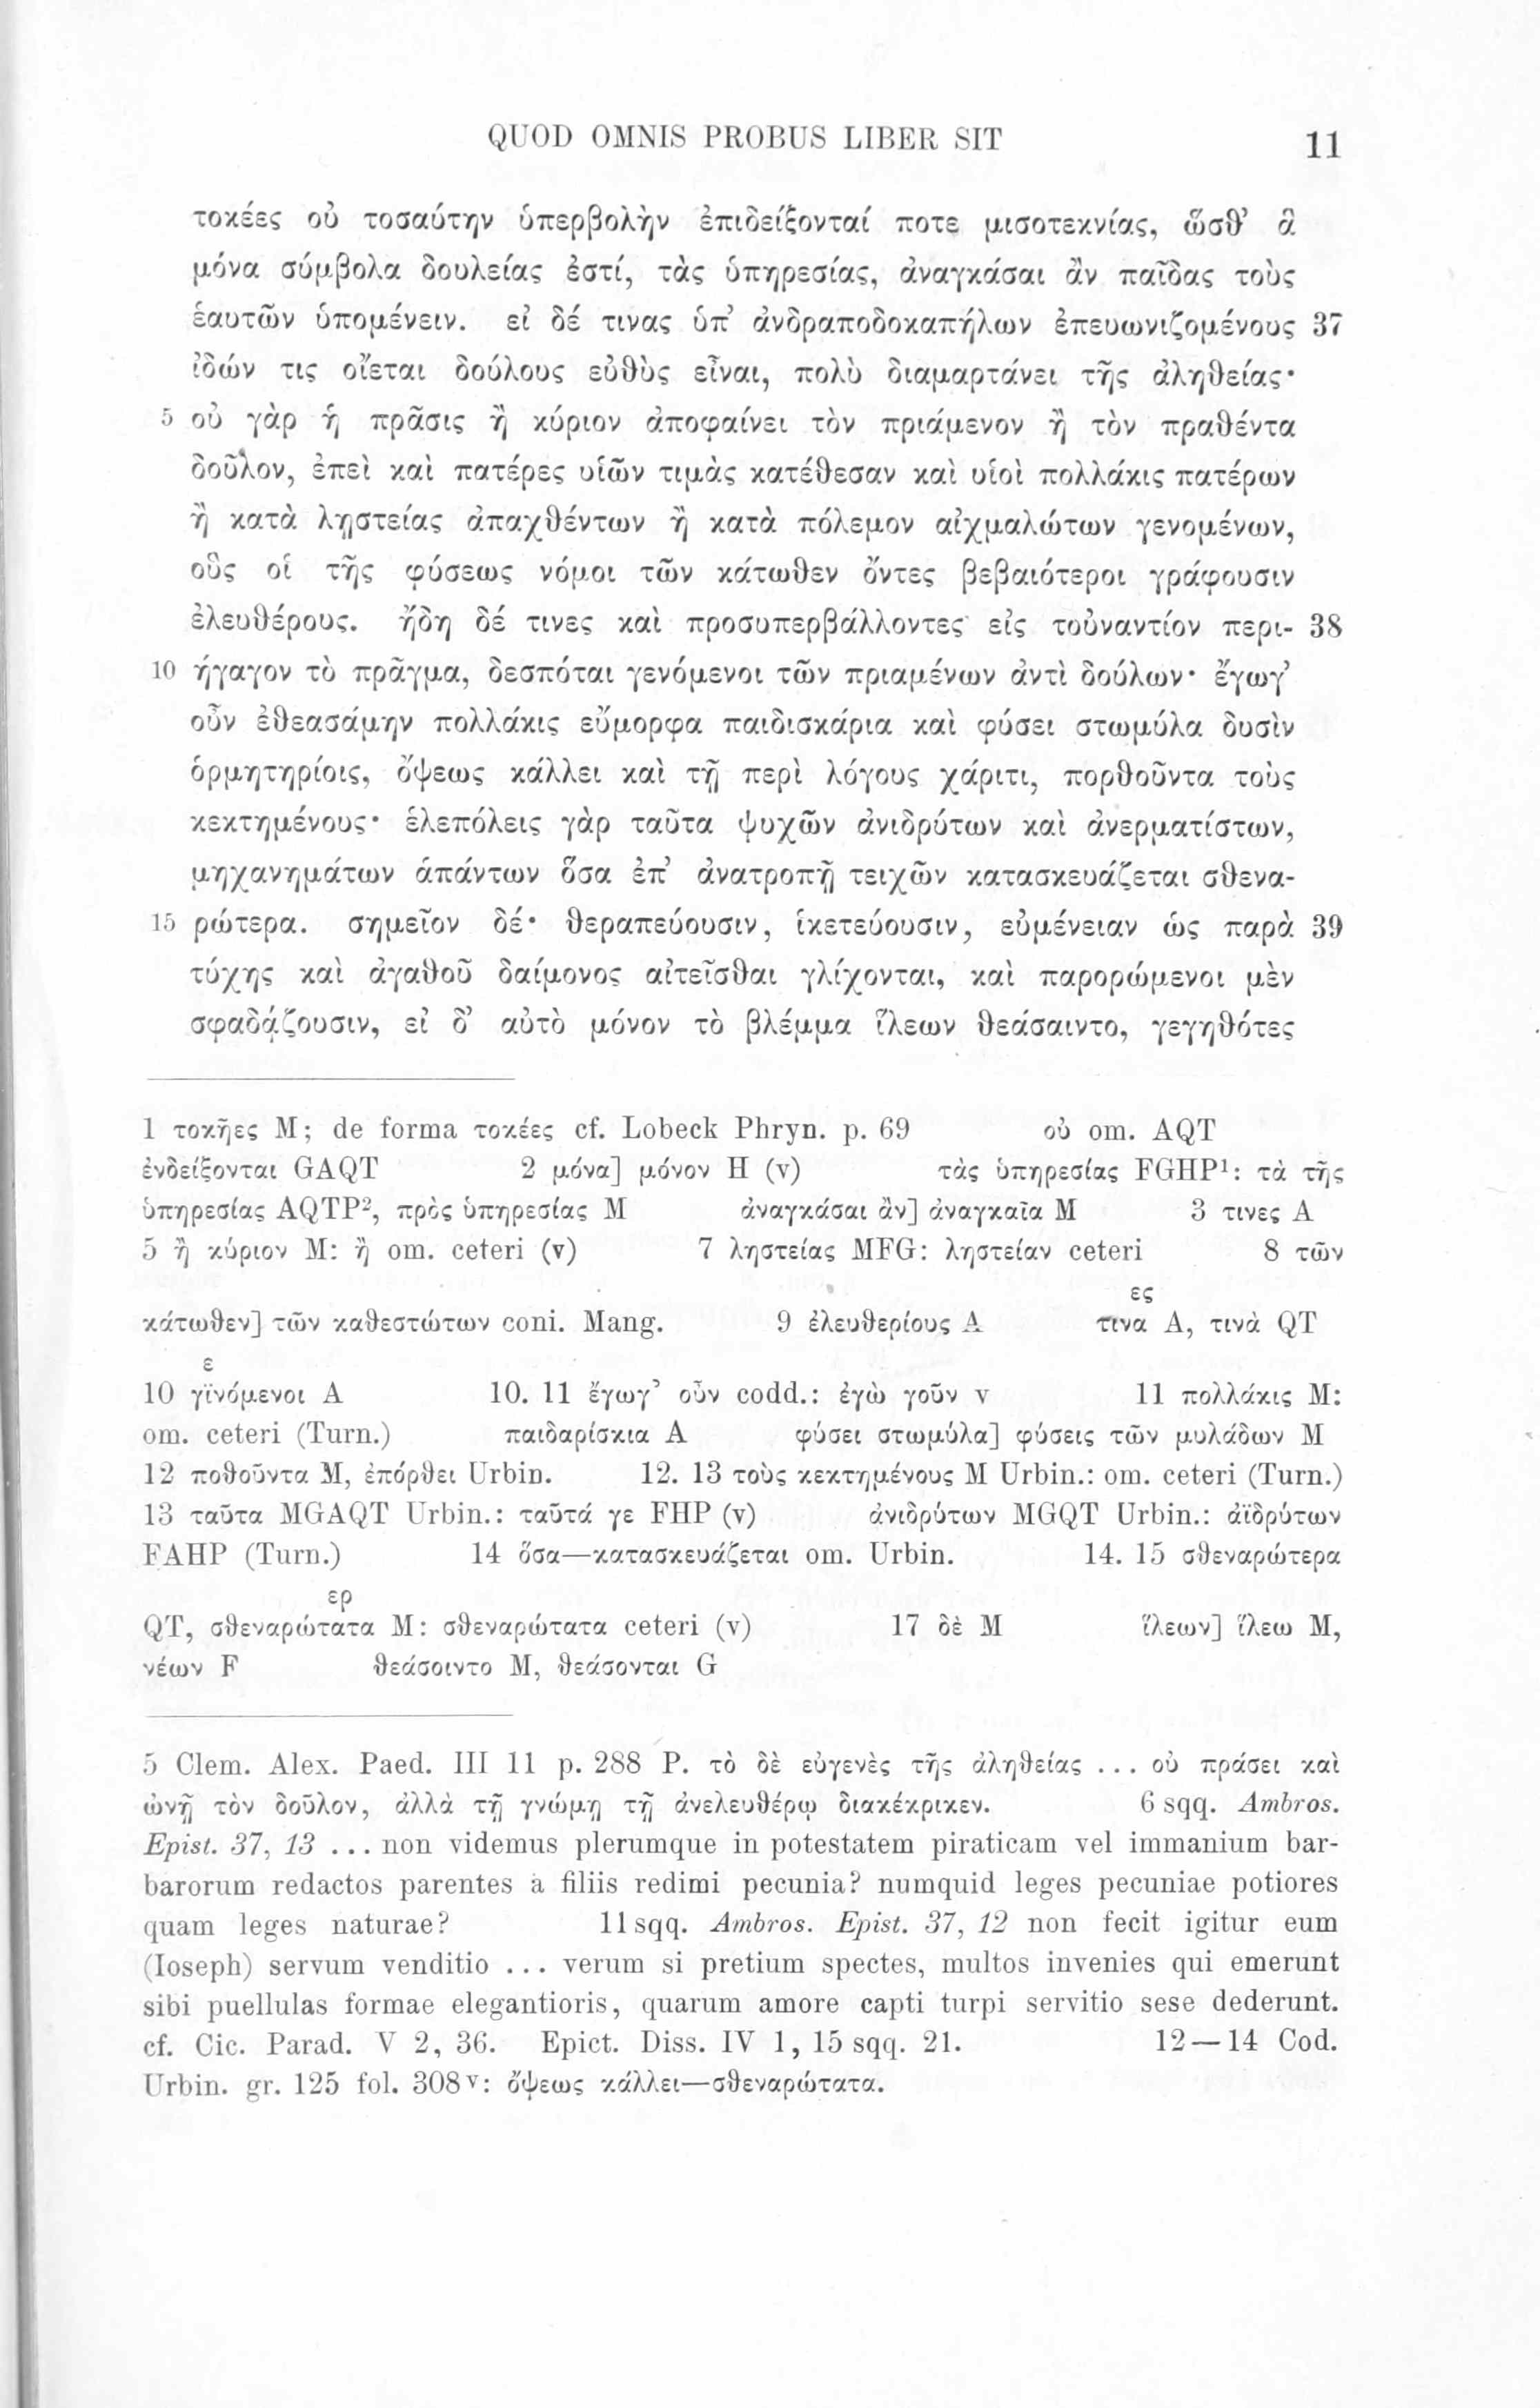 QUOD OMNIS PROBUS LIBER SIT 11
τοκέες οὐ τοσαύτην ὑπερβολὴν ἐπιδείξονταί ποτε μισοτεκνίας, ὥσθ’ ἃ
μόνα σύμβολα δουλείας ἐστί, τὰς ὑπηρεσίας, ἀναγκάσαι ἂν παῖδας τοὺς
ἑαυτῶν ὑπομένειν. εἰ δέ τινας ὑπ’ ἀνδραποδοκαπήλων ἐπευωνιζομένους 37
ἰδών τις οἴεται δούλους εὐθὺς εἶναι, πολὺ διαμαρτάνει τῆς ἀληθείας·
5 οὐ γὰρ ἡ πρᾶσις ἢ κύριον ἀποφαίνει τὸν πριάμενον ἢ τὸν πραθέντα
δοῦλον, ἐπεὶ καὶ πατέρες υἱῶν τιμὰς κατέθεσαν καὶ υἱοὶ πολλάκις πατέρων
ἢ κατὰ λῃστείας ἀπαχθέντων ἢ κατὰ πόλεμον αἰχμαλώτων γενομένων,
οὓς οἱ τῆς φύσεως νόμοι τῶν κάτωθεν ὄντες βεβαιότεροι γράφουσιν
ἐλευθέρους. ἤδη δέ τινες καὶ προσυπερβάλλοντες εἰς τοὐναντίον περι- 38
10 ήγαγον τὸ πρᾶγμα, δεσπόται γενόμενοι τῶν πριαμένων ἀντὶ δούλων· ἔγωγ’
οὖν ἐθεασάμην πολλάκις εὔμορφα παιδισκάρια καὶ φύσει στωμύλα δυσὶν
ὁρμητηρίοις, ὄψεως κάλλει καὶ τῇ περὶ λόγους χάριτι, πορθοῦντα τοὺς
κεκτημένους· ἑλεπόλεις γὰρ ταῦτα ψυχῶν ἀνιδρύτων καὶ ἀνερματίστων,
μηχανημάτων ἁπάντων ὅσα ἐπ’ ἀνατροπῇ τειχῶν κατασκευάζεται σθενα-
15 ρώτερα. σημεῖον δέ· θεραπεύουσιν, ἱκετεύουσιν, εὐμένειαν ὡς παρὰ 39
τύχης καὶ ἀγαθοῦ δαίμονος αἰτεῖσθαι γλίχονται, καὶ παρορώμενοι μὲν
σφαδᾴζουσιν, εἰ δ’ αὐτὸ μόνον τὸ βλέμμα ἵλεων θεάσαιντο, γεγηθότες
1 τοκῆες M; de forma τοκέες cf. Lobeck Phryn. p. 69 οὐ om. AQT
ἐνδείξονται GAQT 2 μόνα] μόνον H (v) τὰς ὑπηρεσίας FGHP¹: τὰ τῆς
ὑπηρεσίας AQTP², πρὸς ὑπηρεσίας M ἀναγκάσαι ἂν] ἀναγκαῖα M 3 τινες A
5 ἢ κύριον M: ἢ om. ceteri (v) 7 λῃστείας MFG: λῃστείαν ceteri 8 τῶν
κάτωθεν] τῶν καθεστώτων coni. Mang. 9 ἐλευθερίους A ες τινα A, τινὰ QT
ε
10 γϊνόμενοι A 10. 11 ἔγωγ’ οὖν codd.: ἐγὼ γοῦν v 11 πολλάκις M:
om. ceteri (Turn.) παιδαρίσκια A φύσει στωμύλα] φύσεις τῶν μυλάδων M
12 ποθοῦντα M, ἐπόρθει Urbin. 12. 13 τοὺς κεκτημένους M Urbin.: om. ceteri (Turn.)
13 ταῦτα MGAQT Urbin.: ταῦτά γε FHP (v) ἀνιδρύτων MGQT Urbin.: ἀϊδρύτων
FAHP (Turn.) 14 ὅσα—κατασκευάζεται om. Urbin. 14. 15 σθεναρώτερα
ερ
QT, σθεναρώτατα M: σθεναρώτατα ceteri (v) 17 δὲ M ἵλεων] ἵλεω M,
νέων F θεάσοιντο M, θεάσονται G
5 Clem. Alex. Paed. III 11 p. 288 P. τὸ δὲ εὐγενὲς τῆς ἀληθείας ... οὐ πράσει καὶ
ὠνῇ τὸν δοῦλον, ἀλλὰ τῇ γνώμῃ τῇ ἀνελευθέρῳ διακέκρικεν. 6 sqq. Ambros.
Epist. 37, 13 ... non videmus plerumque in potestatem piraticam vel immanium bar-
barorum redactos parentes a filiis redimi pecunia? numquid leges pecuniae potiores
quam leges naturae? 11 sqq. Ambros. Epist. 37, 12 non fecit igitur eum
(Ioseph) servum venditio ... verum si pretium spectes, multos invenies qui emerunt
sibi puellulas formae elegantioris, quarum amore capti turpi servitio sese dederunt.
cf. Cic. Parad. V 2, 36. Epict. Diss. IV 1, 15 sqq. 21. 12—14 Cod.
Urbin. gr. 125 fol. 308ᵛ: ὄψεως κάλλει—σθεναρώτατα.